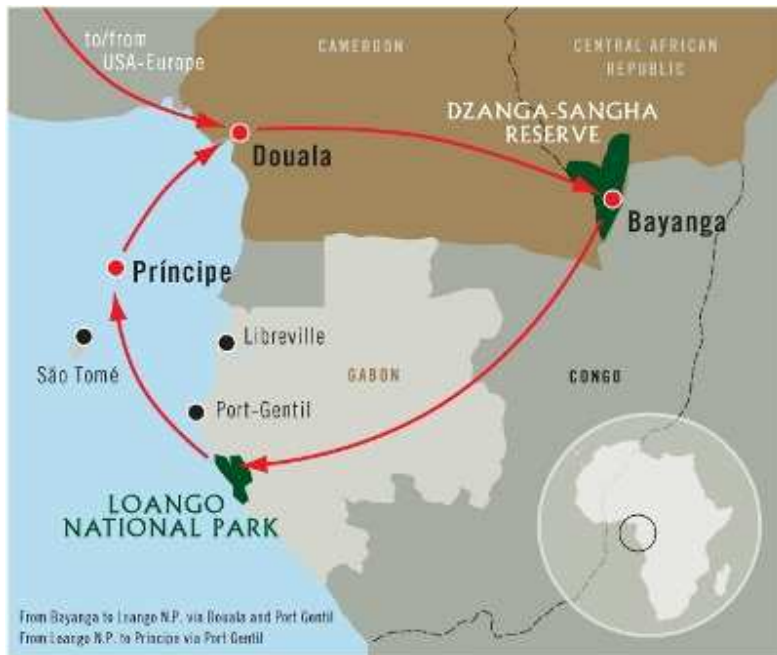 to/from
USA-Europe
CAMEROON
CENTRAL AFRICAN
REPUBLIC
DZANGA-SANGHA
RESERVE
Douala
Bayanga
Príncipe
Libreville
São Tomé
GABON
CONGO
Port-Gentil
LOANGO
NATIONAL PARK
From Bayanga to Loango N.P. via Douala and Port Gentil
From Loango N.P. to Príncipe via Port Gentil